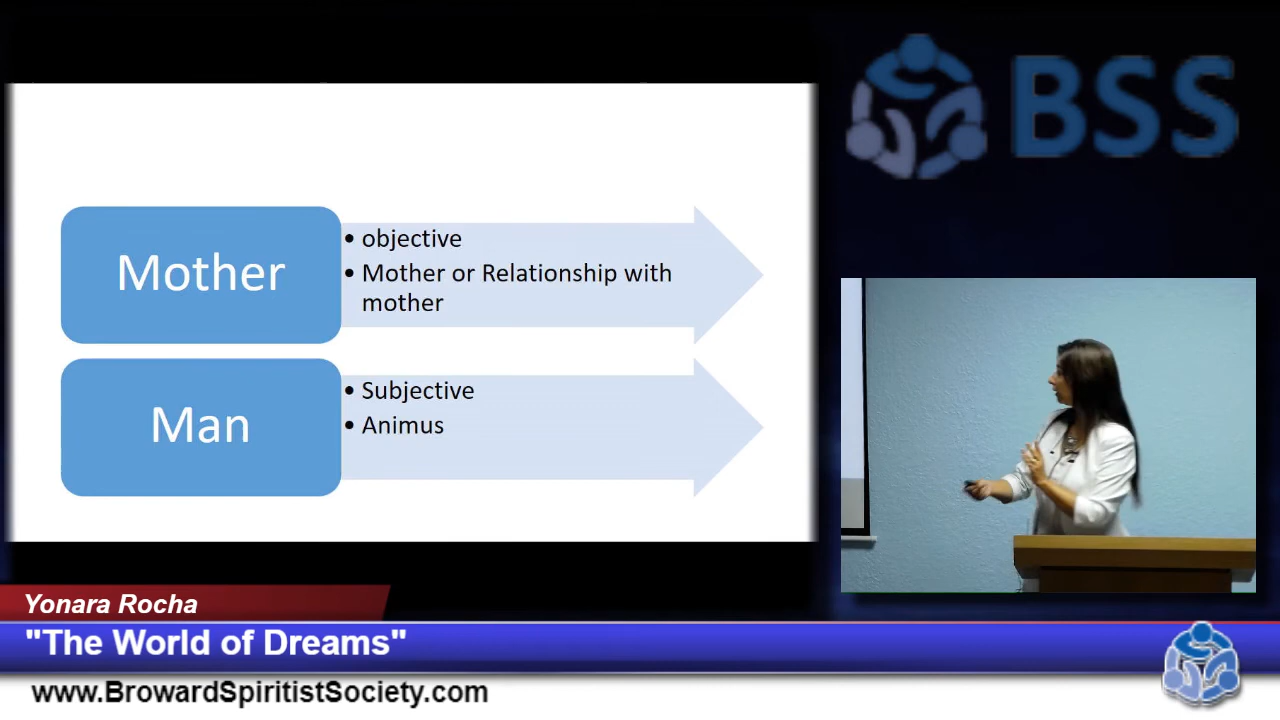 BSS
Mother
• objective
• Mother or Relationship with
mother
Man
• Subjective
• Animus
Yonara Rocha
"The World of Dreams"
www.BrowardSpiritistSociety.com